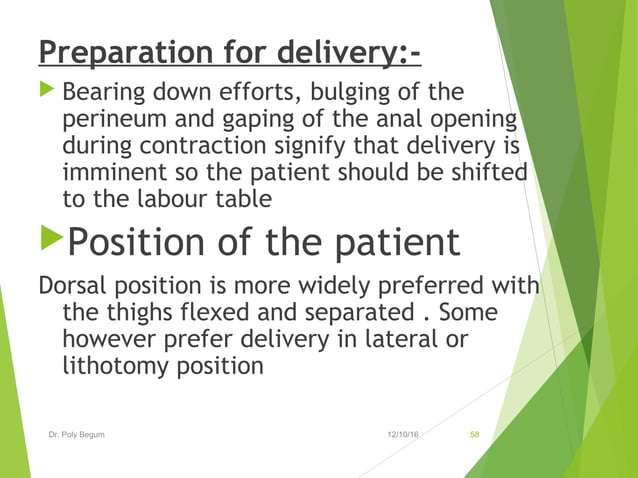 Preparation for delivery:-
Bearing down efforts, bulging of the
perineum and gaping of the anal opening
during contraction signify that delivery is
imminent so the patient should be shifted
to the labour table
Position of the patient
Dorsal position is more widely preferred with
the thighs flexed and separated . Some
however prefer delivery in lateral or
lithotomy position
Dr. Poly Begum 12/10/16 58